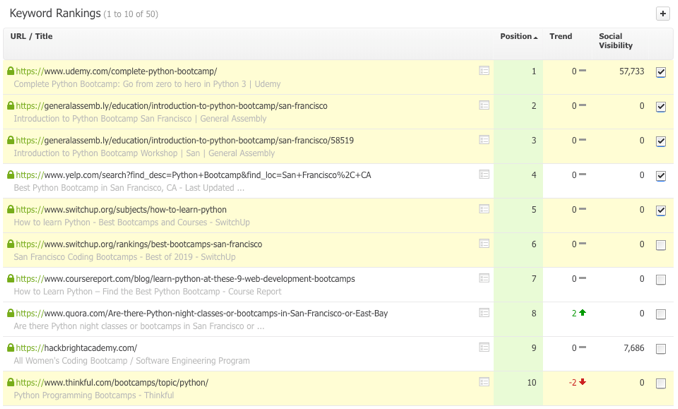 Keyword Rankings (1 to 10 of 50)
URL / Title Position Trend Social Visibility
https://www.udemy.com/complete-python-bootcamp/ 1 0 57,733
Complete Python Bootcamp: Go from zero to hero in Python 3 | Udemy
https://generalassemb.ly/education/introduction-to-python-bootcamp/san-francisco 2 0 0
Introduction to Python Bootcamp San Francisco | General Assembly
https://generalassemb.ly/education/introduction-to-python-bootcamp/san-francisco/58519 3 0 0
Introduction to Python Bootcamp Workshop | San | General Assembly
https://www.yelp.com/search?find_desc=Python+Bootcamp&find_loc=San+Francisco%2C+CA 4 0 0
Best Python Bootcamp in San Francisco, CA - Last Updated ...
https://www.switchup.org/subjects/how-to-learn-python 5 0 0
How to learn Python - Best Bootcamps and Courses - SwitchUp
https://www.switchup.org/rankings/best-bootcamps-san-francisco 6 0 0
San Francisco Coding Bootcamps - Best of 2019 - SwitchUp
https://www.coursereport.com/blog/learn-python-at-these-9-web-development-bootcamps 7 0 0
How to Learn Python – Find the Best Python Bootcamp - Course Report
https://www.quora.com/Are-there-Python-night-classes-or-bootcamps-in-San-Francisco-or-East-Bay 8 2 0
Are there Python night classes or bootcamps in San Francisco or ...
https://hackbrightacademy.com/ 9 0 7,686
All Women's Coding Bootcamp / Software Engineering Program
https://www.thinkful.com/bootcamps/topic/python/ 10 -2 0
Python Programming Bootcamps - Thinkful